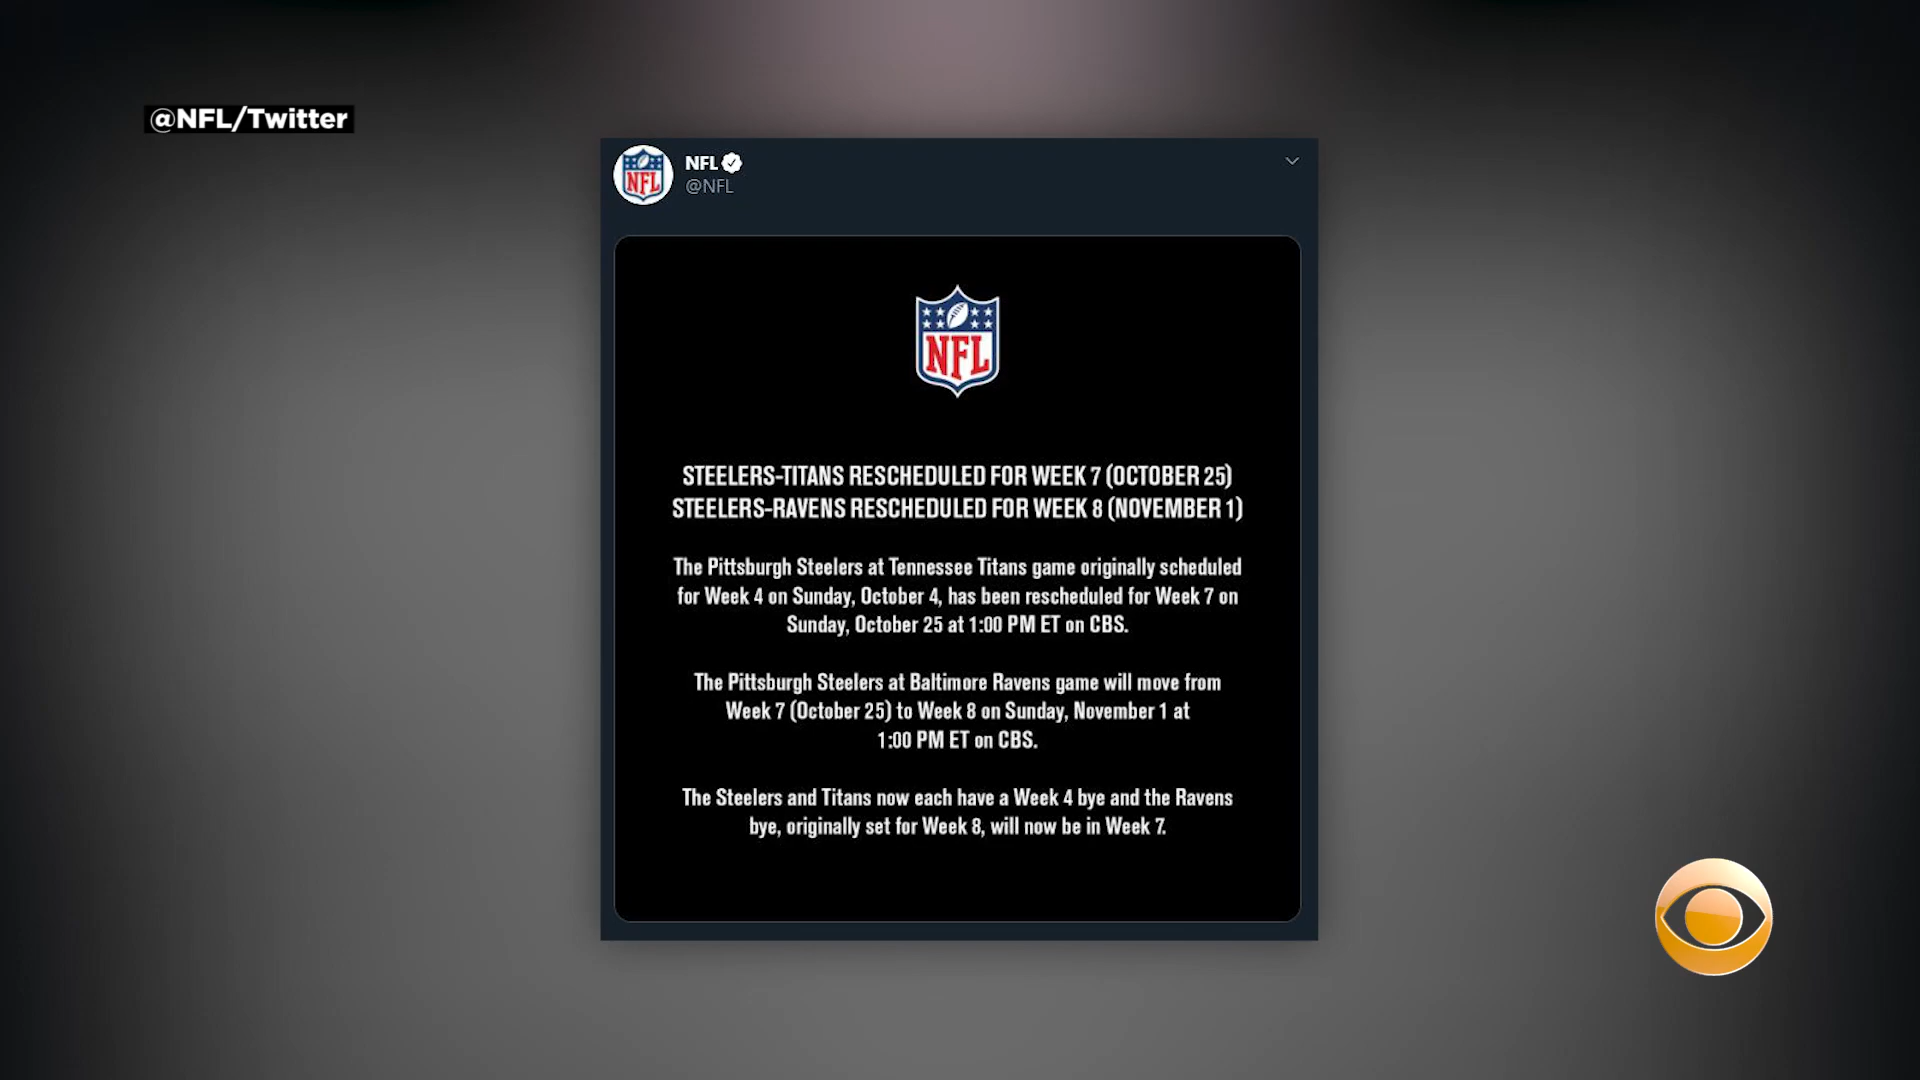 @NFL/Twitter
NFL
@NFL
NFL
NFL
STEELERS-TITANS RESCHEDULED FOR WEEK 7 (OCTOBER 25)
STEELERS-RAVENS RESCHEDULED FOR WEEK 8 (NOVEMBER 1)
The Pittsburgh Steelers at Tennessee Titans game originally scheduled
for Week 4 on Sunday, October 4, has been rescheduled for Week 7 on
Sunday, October 25 at 1:00 PM ET on CBS.
The Pittsburgh Steelers at Baltimore Ravens game will move from
Week 7 (October 25) to Week 8 on Sunday, November 1 at
1:00 PM ET on CBS.
The Steelers and Titans now each have a Week 4 bye and the Ravens
bye, originally set for Week 8, will now be in Week 7.